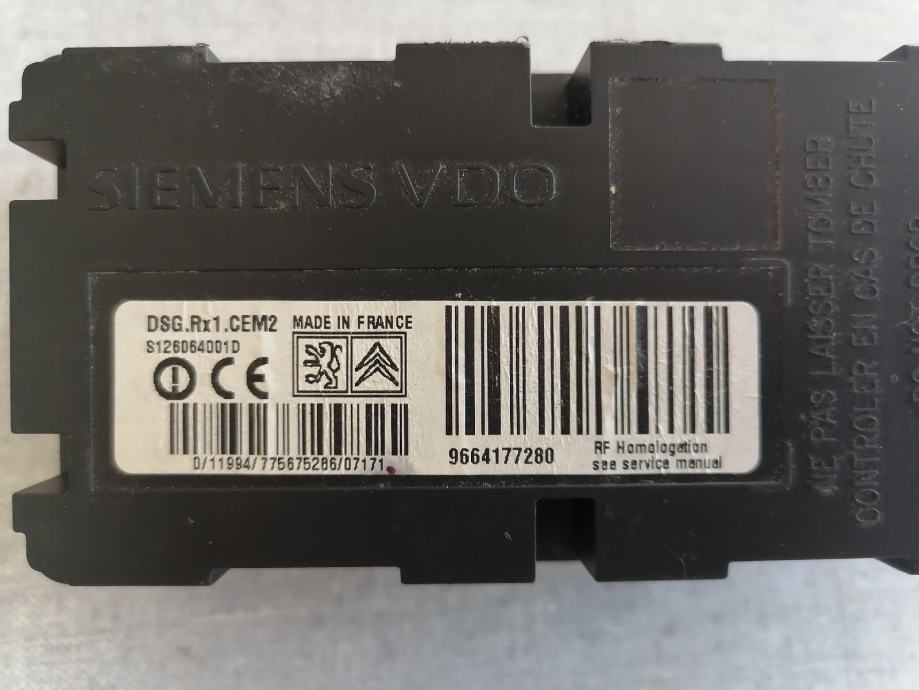 SIEMENS VDO
DSG.Rx1.CEM2
MADE IN FRANCE
S126064001D
CE
0/11994/775675286/07171
9664177280
RF Homologation
see service manual
NE PAS LAISSER TOMBER
CONTROLER EN CAS DE CHUTE